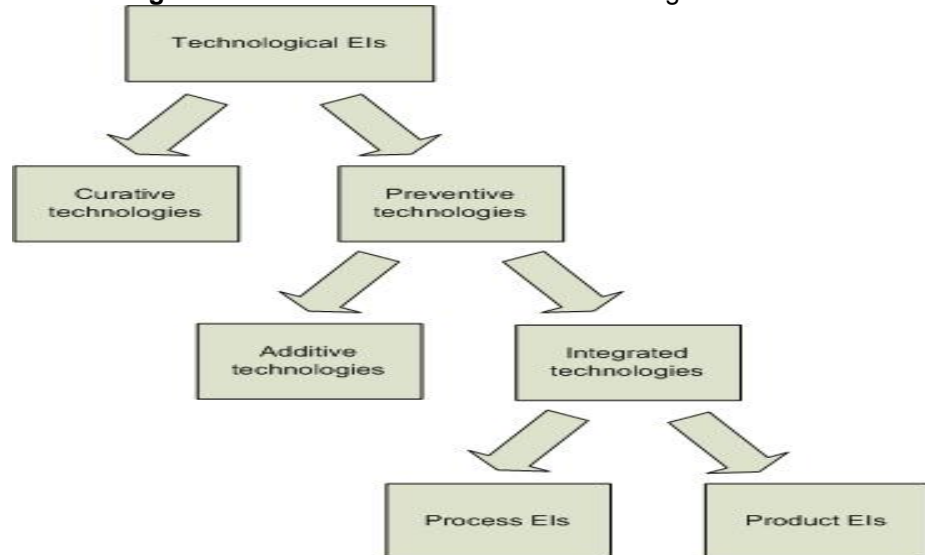 Technological EIs
Curative
technologies
Preventive
technologies
Additive
technologies
Integrated
technologies
Process EIs
Product EIs